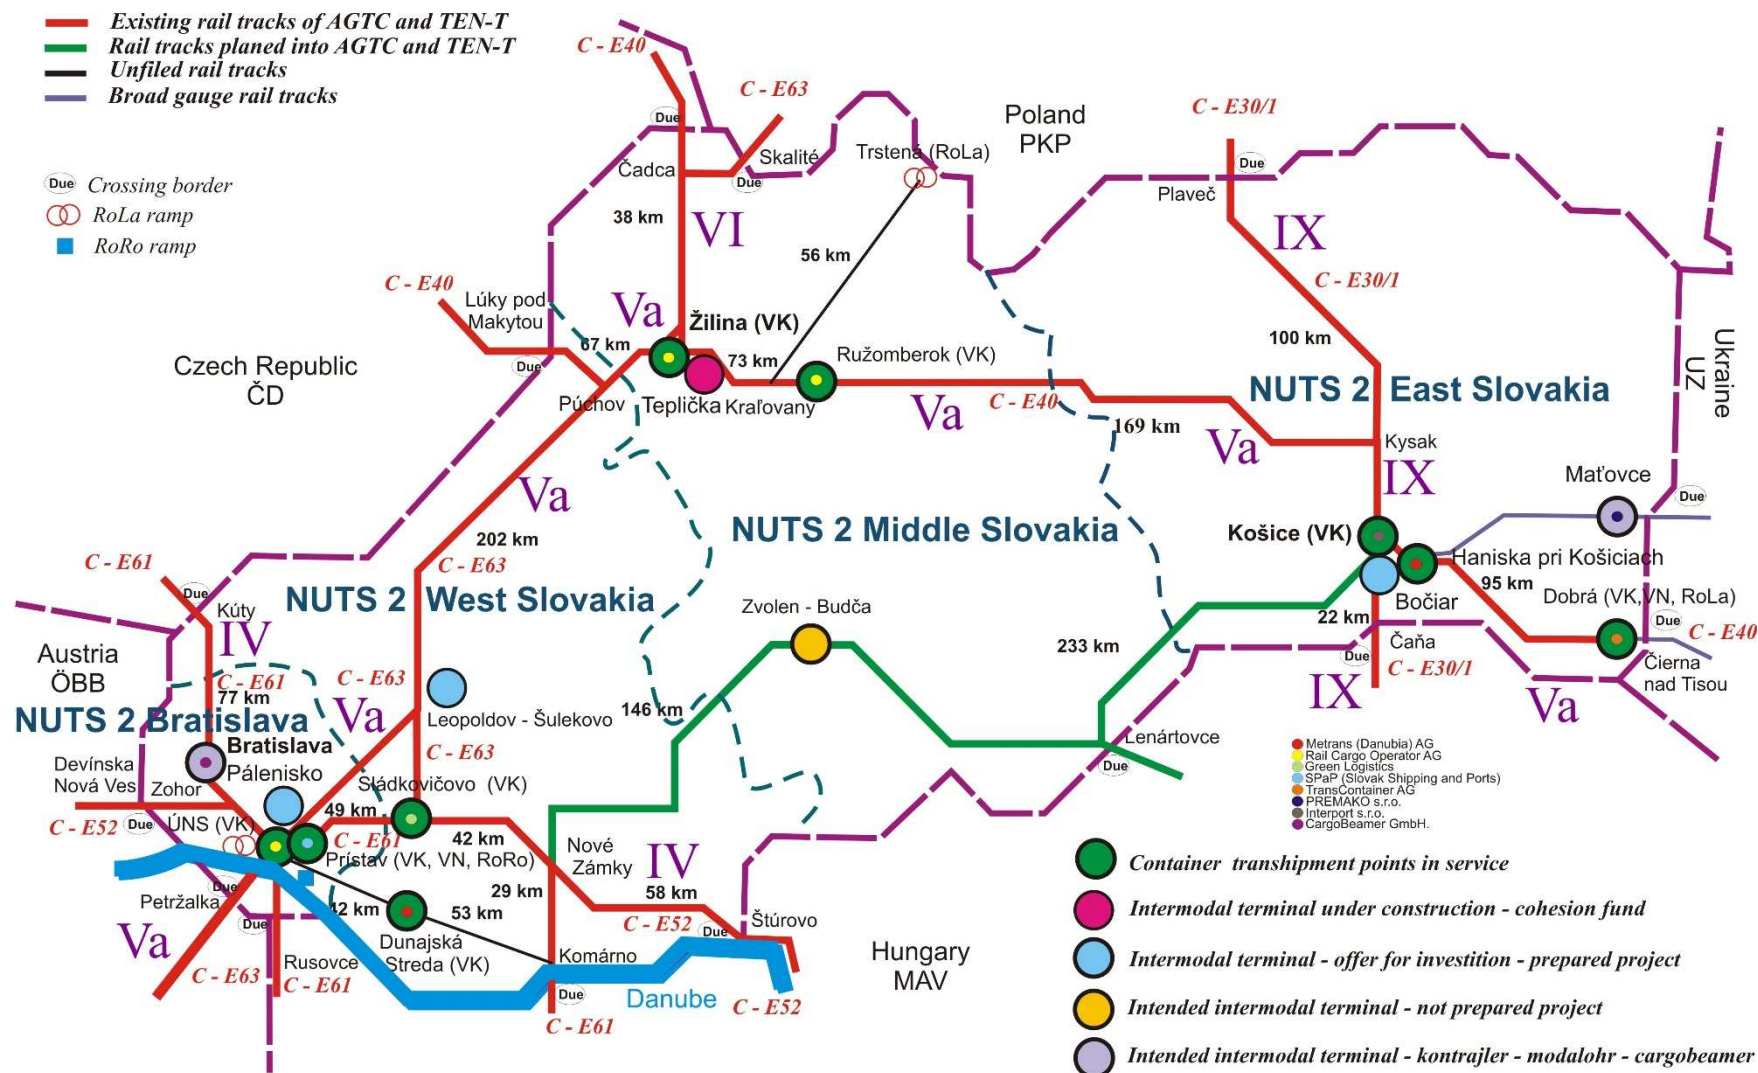 Existing rail tracks of AGTC and TEN-T
Rail tracks planed into AGTC and TEN-T
Unfiled rail tracks
Broad gauge rail tracks
Due Crossing border
RoLa ramp
RoRo ramp
C - E40
C - E63
Due
Čadca
Skalité
Due
38 km
VI
Trstená (RoLa)
56 km
Poland
PKP
C - E30/1
Due
Plaveč
IX
C - E30/1
100 km
Ukraine
UZ
C - E40
Lúky pod
Makytou
Due
Czech Republic
ČD
Va
67 km
Žilina (VK)
73 km
Ružomberok (VK)
Púchov
Teplička
Kraľovany
Va
C - E40
169 km
NUTS 2 East Slovakia
Va
Kysak
IX
Maťovce
Due
Va
202 km
C - E63
NUTS 2 Middle Slovakia
Košice (VK)
Haniska pri Košiciach
95 km
Bočiar
Dobrá (VK,VN, RoLa)
Due
C - E40
22 km
Čaňa
Due
C - E30/1
IX
Va
Čierna
nad Tisou
C - E61
Due
Kúty
IV
NUTS 2 West Slovakia
Zvolen - Budča
233 km
146 km
Lenártovce
Due
Austria
ÖBB
C - E61
77 km
C - E63
Va
Leopoldov - Šulekovo
C - E63
NUTS 2 Bratislava
Bratislava
Pálenisko
Devínska
Nová Ves
Zohor
C - E52
Due
ÚNS (VK)
49 km
C - E61
Sládkovičovo (VK)
42 km
Prístav (VK, VN, RoRo)
Nové
Zámky
IV
29 km
58 km
C - E52
Due
Štúrovo
Petržalka
Due
Due
Va
C - E63
Rusovce
C - E61
42 km
53 km
Dunajská
Streda (VK)
Komárno
Due
C - E61
Danube
C - E52
Hungary
MAV
Metrans (Danubia) AG
Rail Cargo Operator AG
Green Logistics
SPaP (Slovak Shipping and Ports)
TransContainer AG
PREMAKO s.r.o.
Interport s.r.o.
CargoBeamer GmbH.
Container transhipment points in service
Intermodal terminal under construction - cohesion fund
Intermodal terminal - offer for investition - prepared project
Intended intermodal terminal - not prepared project
Intended intermodal terminal - kontrajler - modalohr - cargobeamer